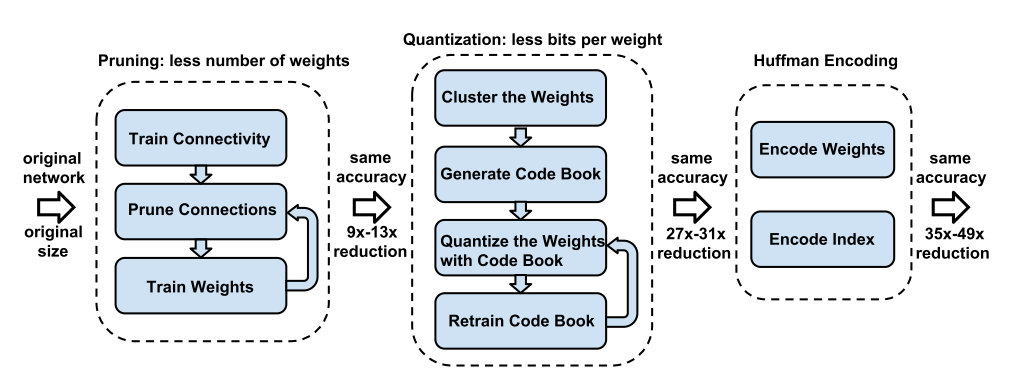 original
network
original
size
Pruning: less number of weights
Train Connectivity
Prune Connections
Train Weights
same
accuracy
9x-13x
reduction
Quantization: less bits per weight
Cluster the Weights
Generate Code Book
Quantize the Weights
with Code Book
Retrain Code Book
same
accuracy
27x-31x
reduction
Huffman Encoding
Encode Weights
Encode Index
same
accuracy
35x-49x
reduction